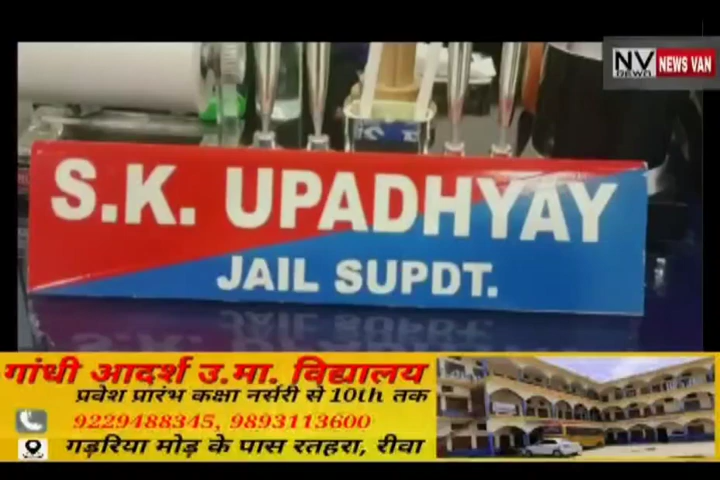 NV NEWS VAN
S.K. UPADHYAY
JAIL SUPDT.
गांधी आदर्श उ.मा. विद्यालय
प्रवेश प्रारंभ कक्षा नर्सरी से 10th तक
9229488345, 9893113600
गड़रिया मोड़ के पास रतहरा, रीवा